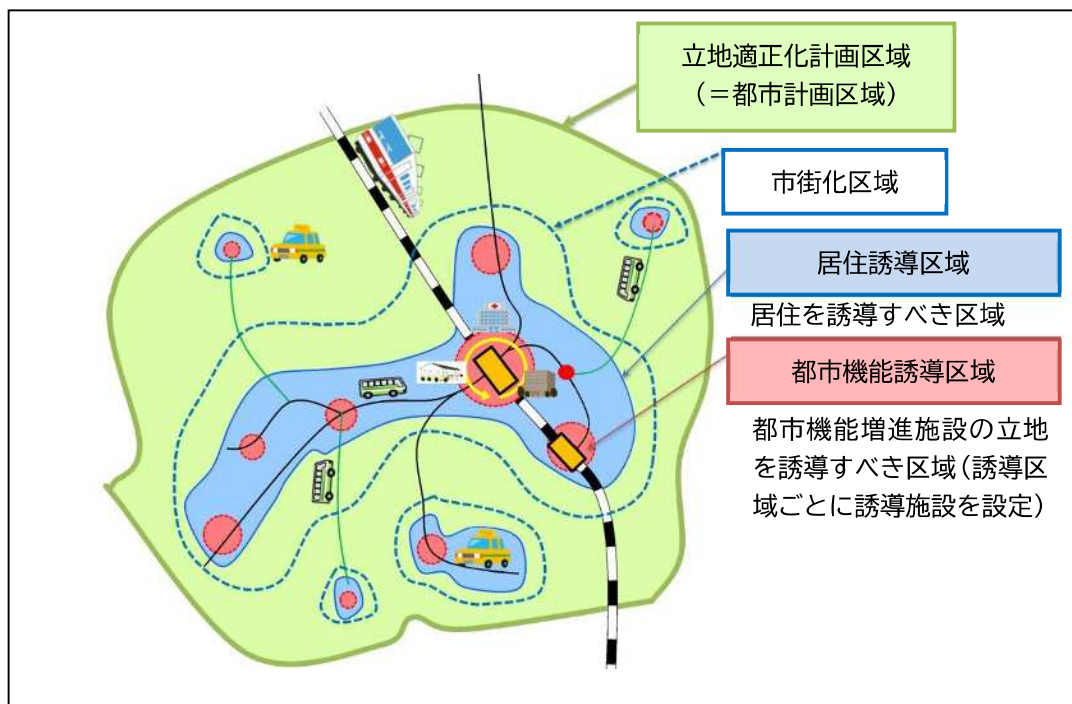 立地適正化計画区域
（＝都市計画区域）
市街化区域
居住誘導区域
居住を誘導すべき区域
都市機能誘導区域
都市機能増進施設の立地
を誘導すべき区域（誘導区
域ごとに誘導施設を設定）